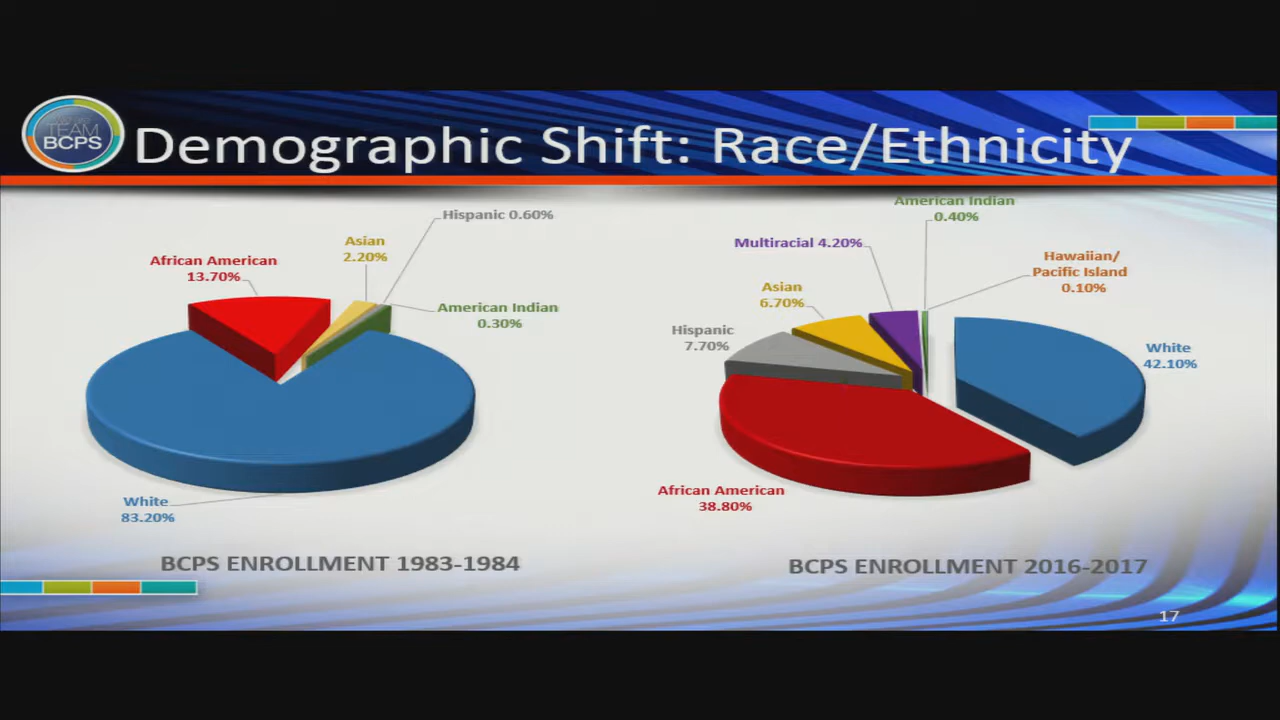 TEAM
BCPS
Demographic Shift: Race/Ethnicity
Hispanic 0.60%
Asian
2.20%
African American
13.70%
American Indian
0.30%
White
83.20%
BCPS ENROLLMENT 1983-1984
American Indian
0.40%
Multiracial 4.20%
Hawaiian/
Pacific Island
0.10%
Asian
6.70%
Hispanic
7.70%
White
42.10%
African American
38.80%
BCPS ENROLLMENT 2016-2017
17